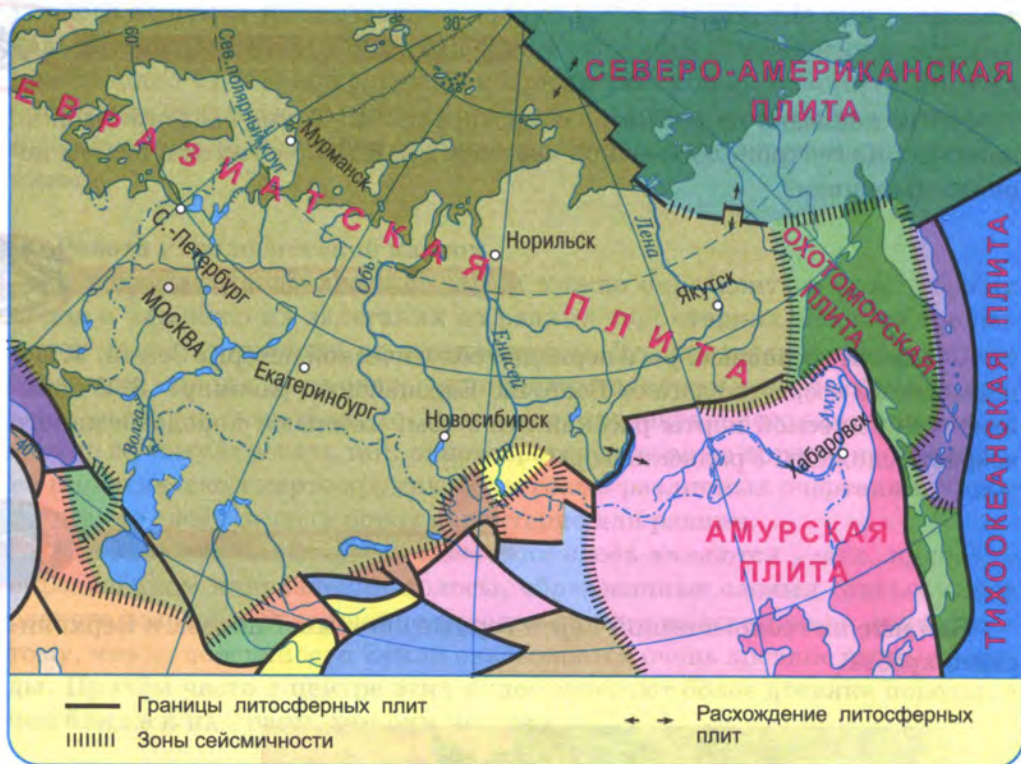 СЕВЕРО-АМЕРИКАНСКАЯ
ПЛИТА
ЕВРАЗИАТСКАЯ ПЛИТА
ОХОТОМОРСКАЯ
ПЛИТА
ТИХООКЕАНСКАЯ ПЛИТА
АМУРСКАЯ
ПЛИТА
60
Сев. полярный круг
80
30°
40
Мурманск
С.-Петербург
МОСКВА
Екатеринбург
Новосибирск
Норильск
Якутск
Хабаровск
Волга
Обь
Енисей
Лена
Амур
Границы литосферных плит
Зоны сейсмичности
Расхождение литосферных
плит